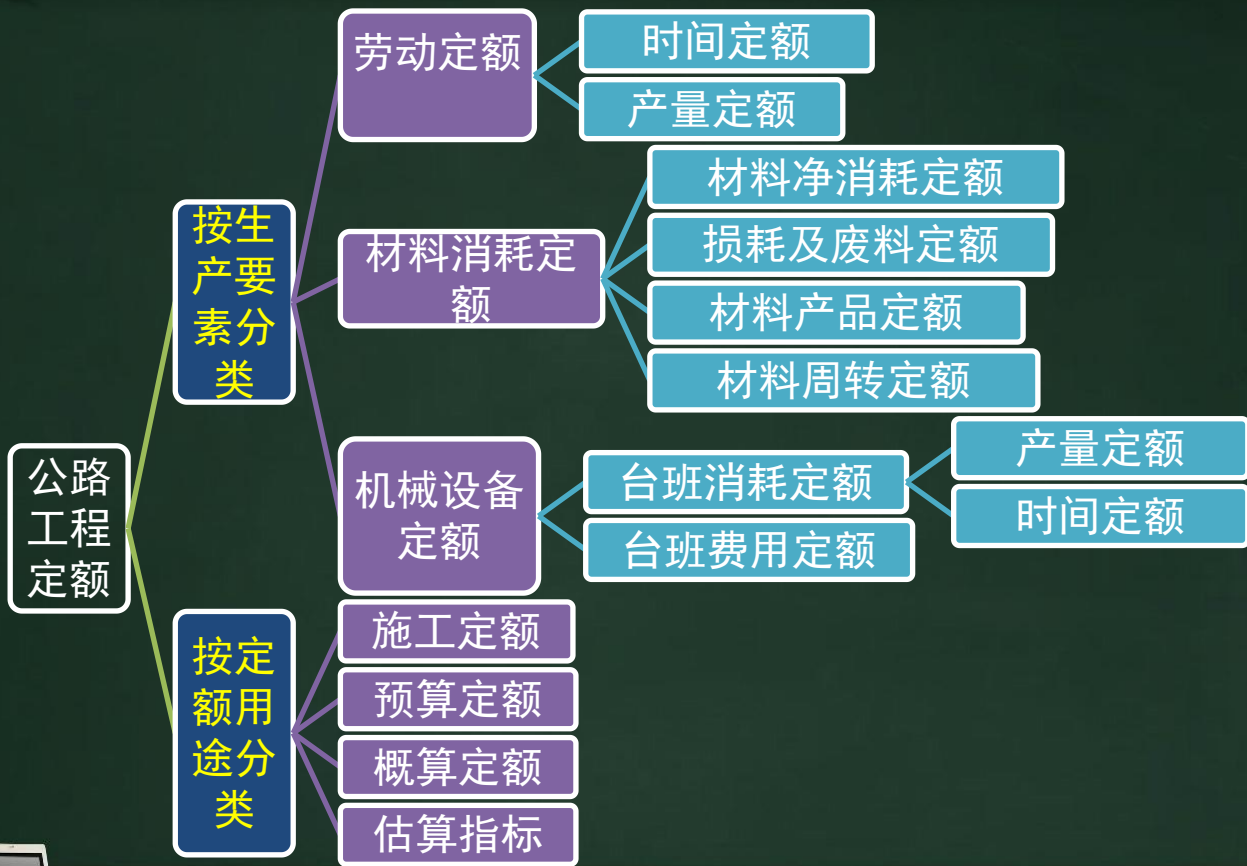 劳动定额
时间定额
产量定额
材料净消耗定额
按生
产要
素分
类
材料消耗定
额
损耗及废料定额
材料产品定额
材料周转定额
公路
工程
定额
机械设备
定额
台班消耗定额
产量定额
时间定额
台班费用定额
按定
额用
途分
类
施工定额
预算定额
概算定额
估算指标